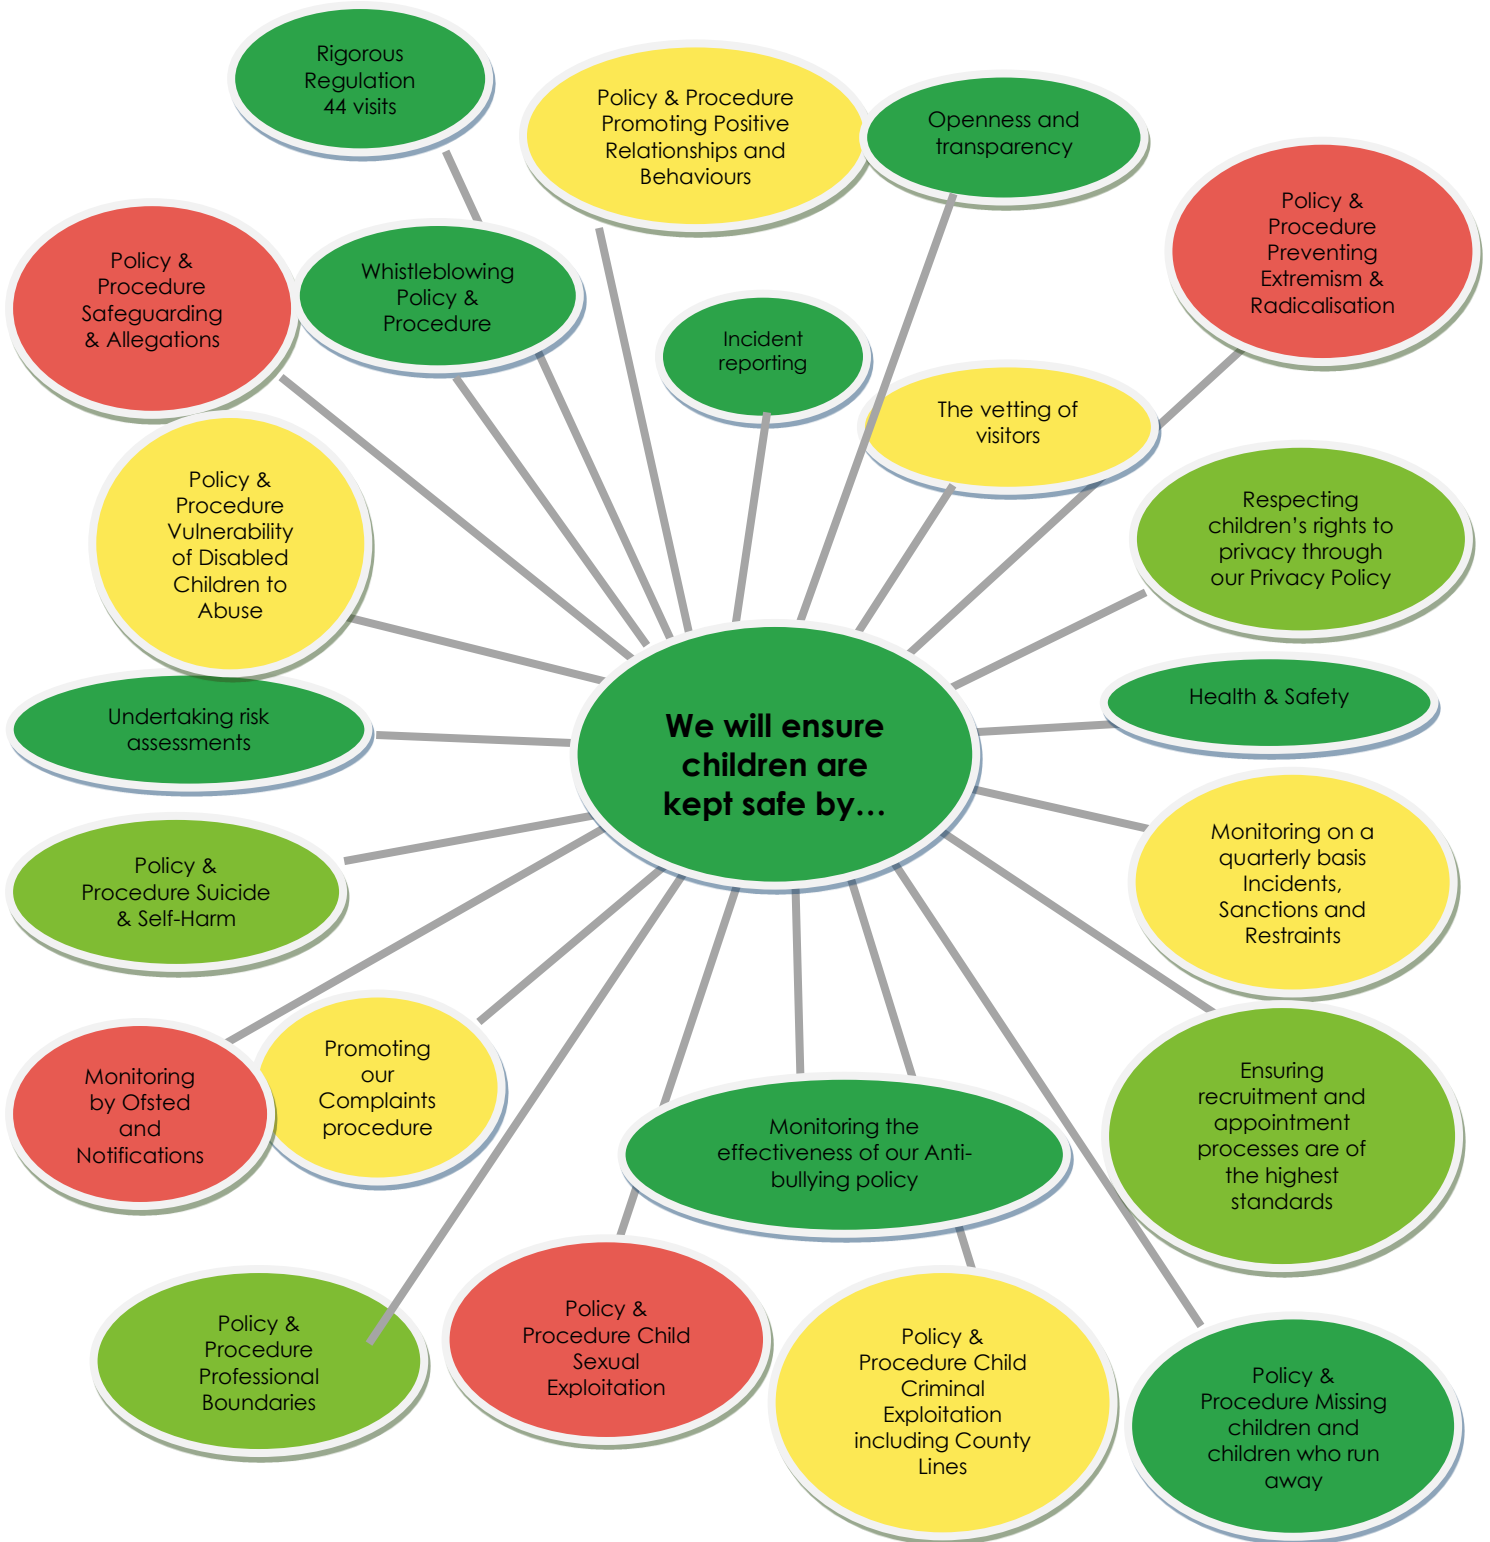 Rigorous
Regulation
44 visits
Policy & Procedure
Promoting Positive
Relationships and
Behaviours
Openness and
transparency
Policy &
Procedure
Preventing
Extremism &
Radicalisation
Policy &
Procedure
Safeguarding
& Allegations
Whistleblowing
Policy &
Procedure
Incident
reporting
The vetting of
visitors
Policy &
Procedure
Vulnerability
of Disabled
Children to
Abuse
Respecting
children’s rights to
privacy through
our Privacy Policy
Undertaking risk
assessments
We will ensure
children are
kept safe by…
Health & Safety
Policy &
Procedure Suicide
& Self-Harm
Monitoring on a
quarterly basis
Incidents,
Sanctions and
Restraints
Monitoring
by Ofsted
and
Notifications
Promoting
our
Complaints
procedure
Monitoring the
effectiveness of our Anti-
bullying policy
Ensuring
recruitment and
appointment
processes are of
the highest
standards
Policy &
Procedure
Professional
Boundaries
Policy &
Procedure Child
Sexual
Exploitation
Policy &
Procedure Child
Criminal
Exploitation
including County
Lines
Policy &
Procedure Missing
children and
children who run
away